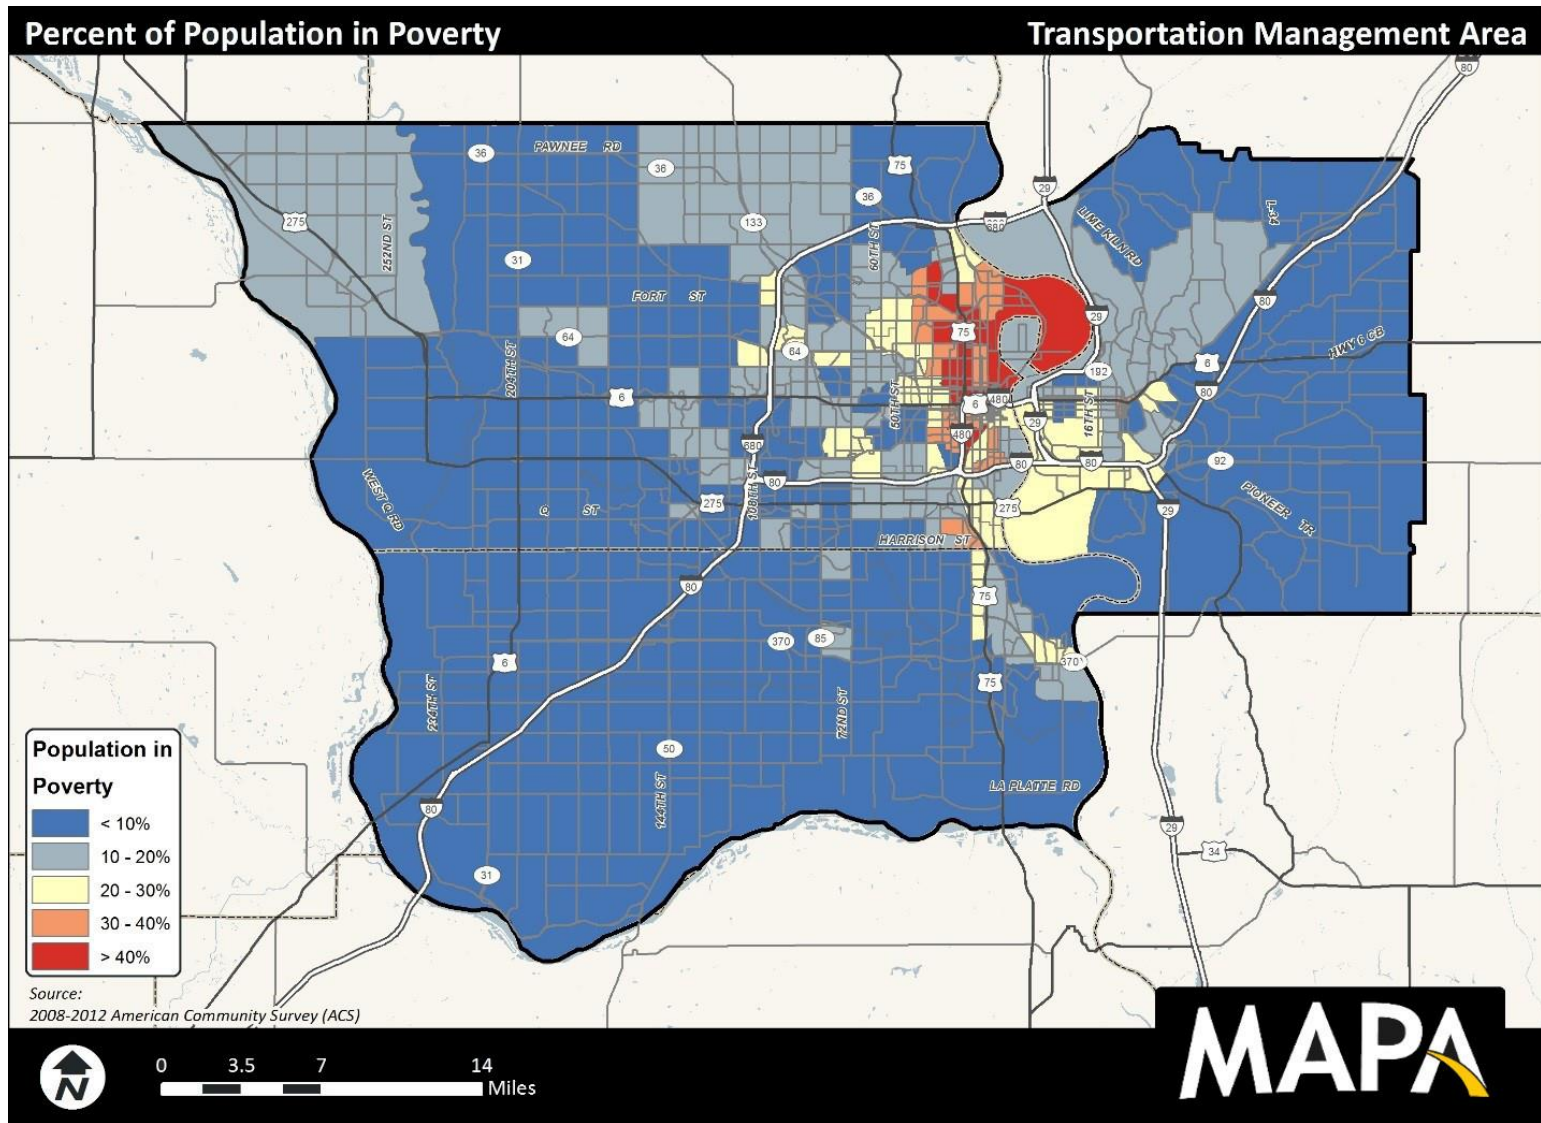 Percent of Population in Poverty
Transportation Management Area
80
36
PAWNEE RD
36
75
29
275
252ND ST
133
36
60TH ST
680
LIME KILN RD
L-34
31
FORT ST
80
64
204TH ST
64
75
29
HWY 6 CB
6
6
50TH ST
6
480
192
16TH ST
80
680
480
29
WEST Q RD
108TH ST
80
80
80
92
Q ST
275
275
29
PIONEER TR
HARRISON ST
80
75
370
85
6
370
234TH ST
75
72ND ST
50
144TH ST
LA PLATTE RD
80
29
34
31
Population in
Poverty
< 10%
10 - 20%
20 - 30%
30 - 40%
> 40%
Source:
2008-2012 American Community Survey (ACS)
N
0 3.5 7 14
Miles
MAPA